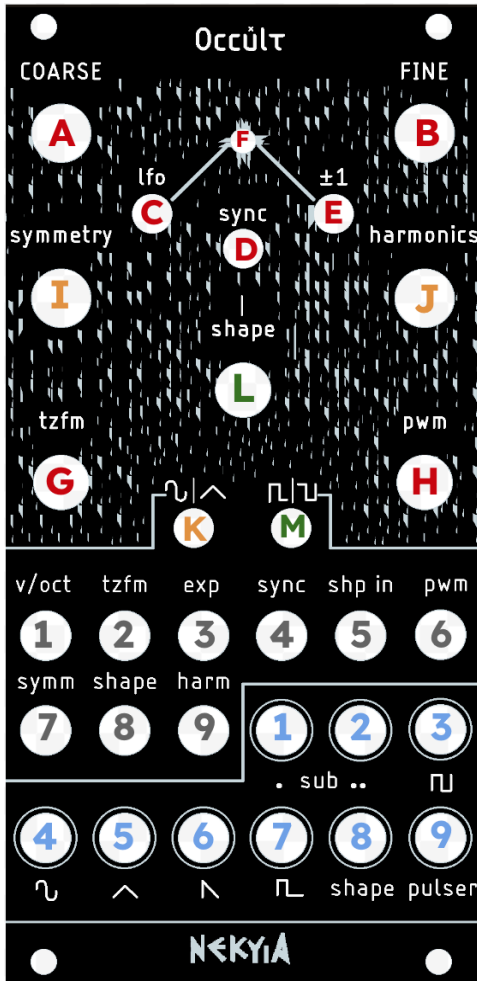 Occŭlτ
COARSE FINE
A B
F
lfo ±1
C E
sync
D
symmetry harmonics
I J
shape
L
tzfm pwm
G H
K M
v/oct tzfm exp sync shp in pwm
1 2 3 4 5 6
symm shape harm
7 8 9 1 2 3
. sub ..
4 5 6 7 8 9
shape pulser
NEKYIA